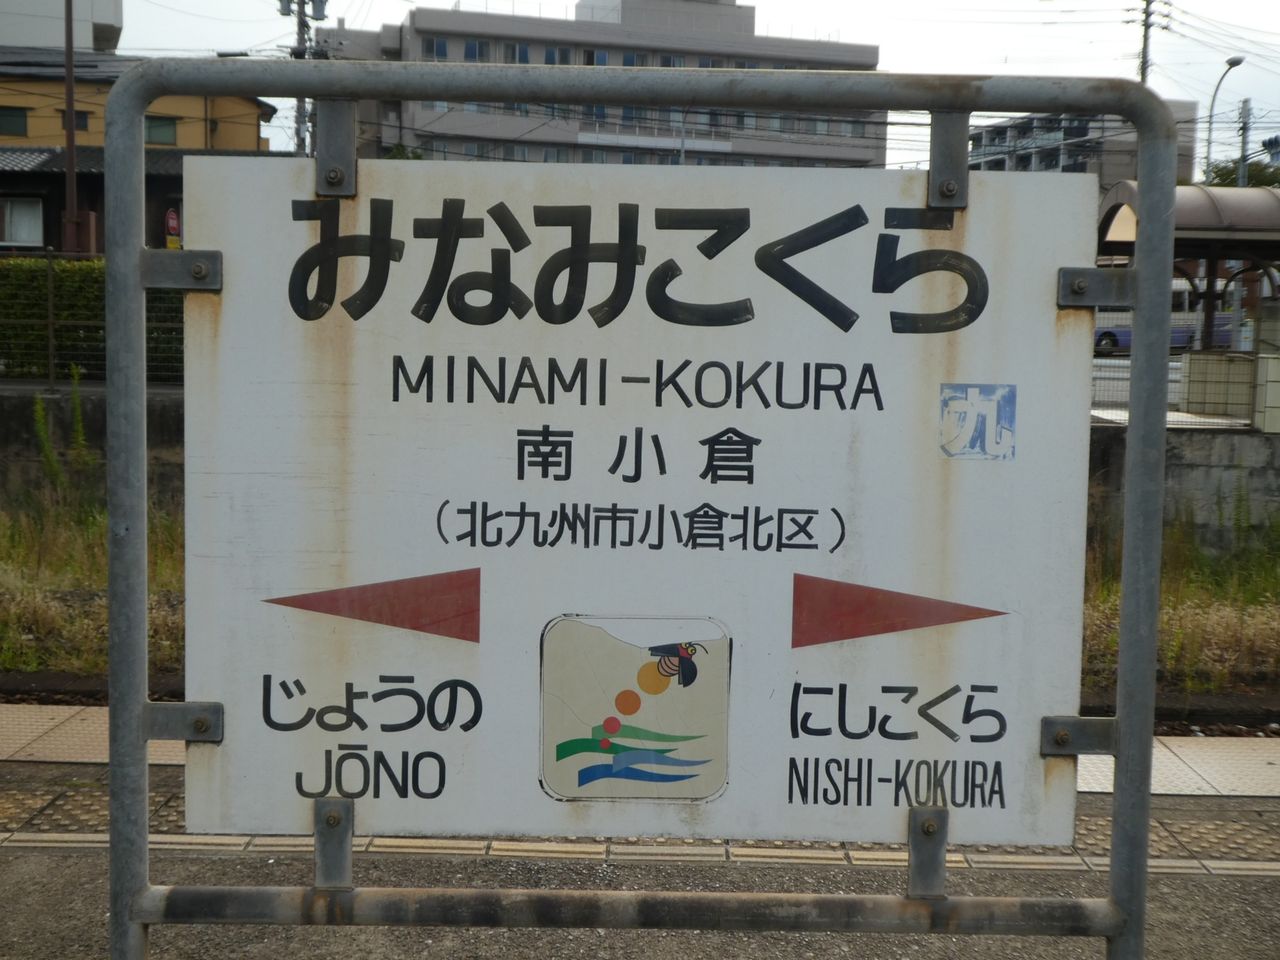 みなみこくら
MINAMI-KOKURA
九
南小倉
(北九州市小倉北区)
じょうの
JŌNO
にしこくら
NISHI-KOKURA